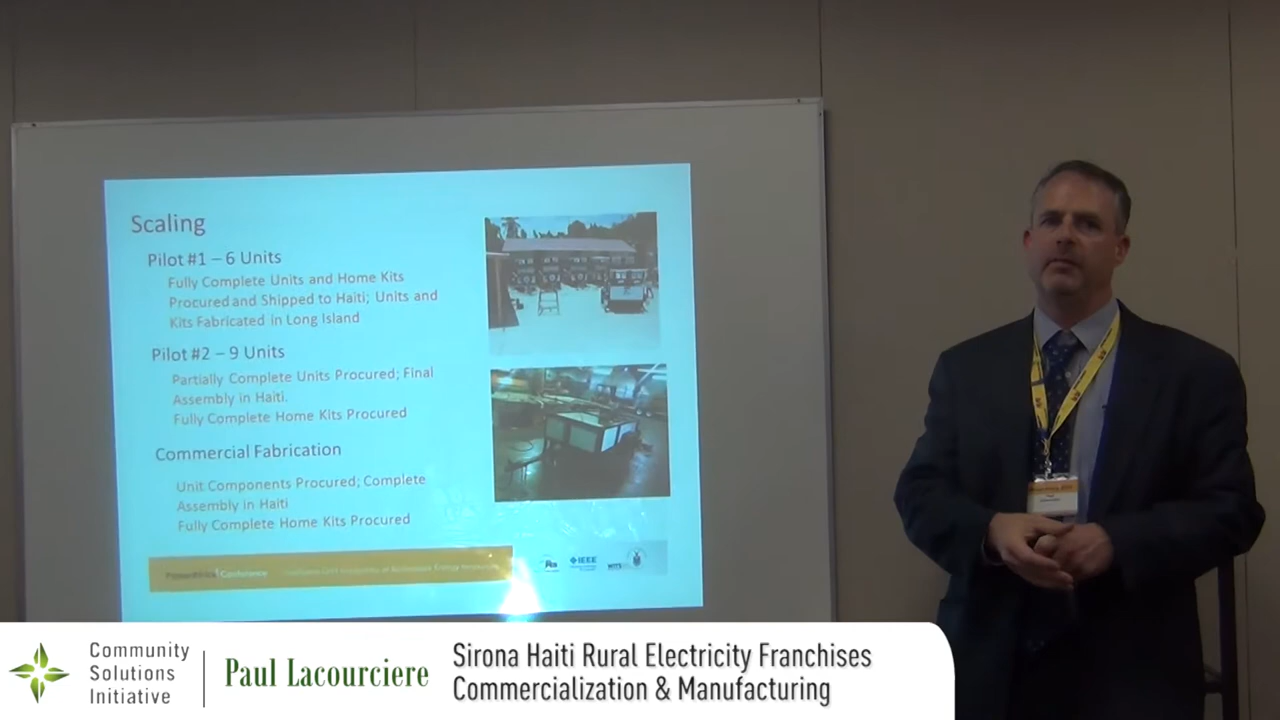 Scaling
Pilot #1 – 6 Units
Fully Complete Units and Home Kits
Procured and Shipped to Haiti; Units and
Kits Fabricated in Long Island
Pilot #2 – 9 Units
Partially Complete Units Procured; Final
Assembly in Haiti.
Fully Complete Home Kits Procured
Commercial Fabrication
Unit Components Procured; Complete
Assembly in Haiti
Fully Complete Home Kits Procured
Conference
IEEE
Community
Solutions
Initiative
Paul Lacourciere
Sirona Haiti Rural Electricity Franchises
Commercialization & Manufacturing